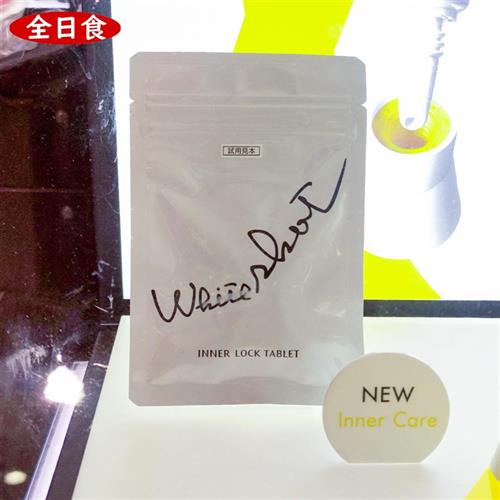 全日食
試用見本
Whiteshot
INNER LOCK TABLET
NEW
Inner Care